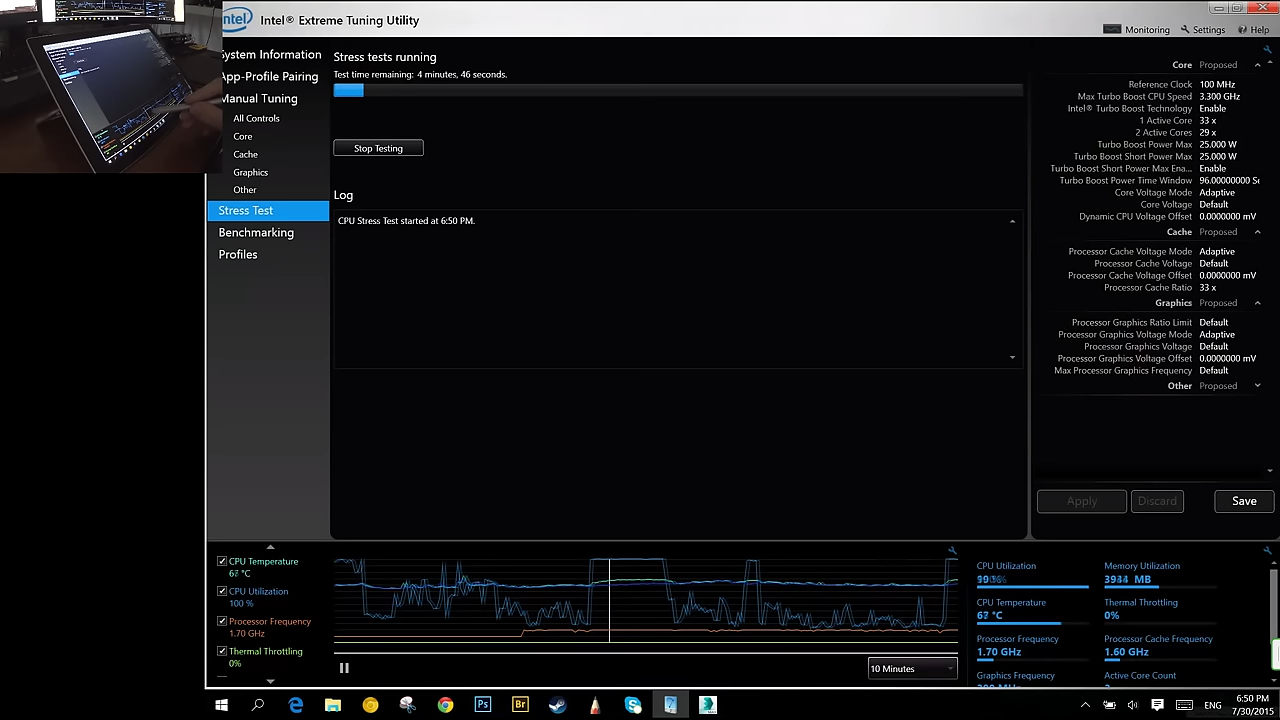 intel
Intel® Extreme Tuning Utility
Monitoring
Settings
Help
System Information
App-Profile Pairing
Manual Tuning
All Controls
Core
Cache
Graphics
Other
Stress Test
Benchmarking
Profiles
Stress tests running
Test time remaining: 4 minutes, 46 seconds.
Stop Testing
Log
CPU Stress Test started at 6:50 PM.
Core Proposed
Reference Clock 100 MHz
Max Turbo Boost CPU Speed 3.300 GHz
Intel® Turbo Boost Technology Enable
1 Active Core 33 x
2 Active Cores 29 x
Turbo Boost Power Max 25.000 W
Turbo Boost Short Power Max 25.000 W
Turbo Boost Short Power Max Ena... Enable
Turbo Boost Power Time Window 96.00000000 Se
Core Voltage Mode Adaptive
Core Voltage Default
Dynamic CPU Voltage Offset 0.0000000 mV
Cache Proposed
Processor Cache Voltage Mode Adaptive
Processor Cache Voltage Default
Processor Cache Voltage Offset 0.0000000 mV
Processor Cache Ratio 33 x
Graphics Proposed
Processor Graphics Ratio Limit Default
Processor Graphics Voltage Mode Adaptive
Processor Graphics Voltage Default
Processor Graphics Voltage Offset 0.0000000 mV
Max Processor Graphics Frequency Default
Other Proposed
Apply
Discard
Save
CPU Temperature
CPU Utilization
100 %
Processor Frequency
1.70 GHz
Thermal Throttling
0%
10 Minutes
CPU Utilization
Memory Utilization
CPU Temperature
Thermal Throttling
0%
Processor Frequency
1.70 GHz
Processor Cache Frequency
1.60 GHz
Graphics Frequency
Active Core Count
Ps
Br
ENG
6:50 PM
7/30/2015